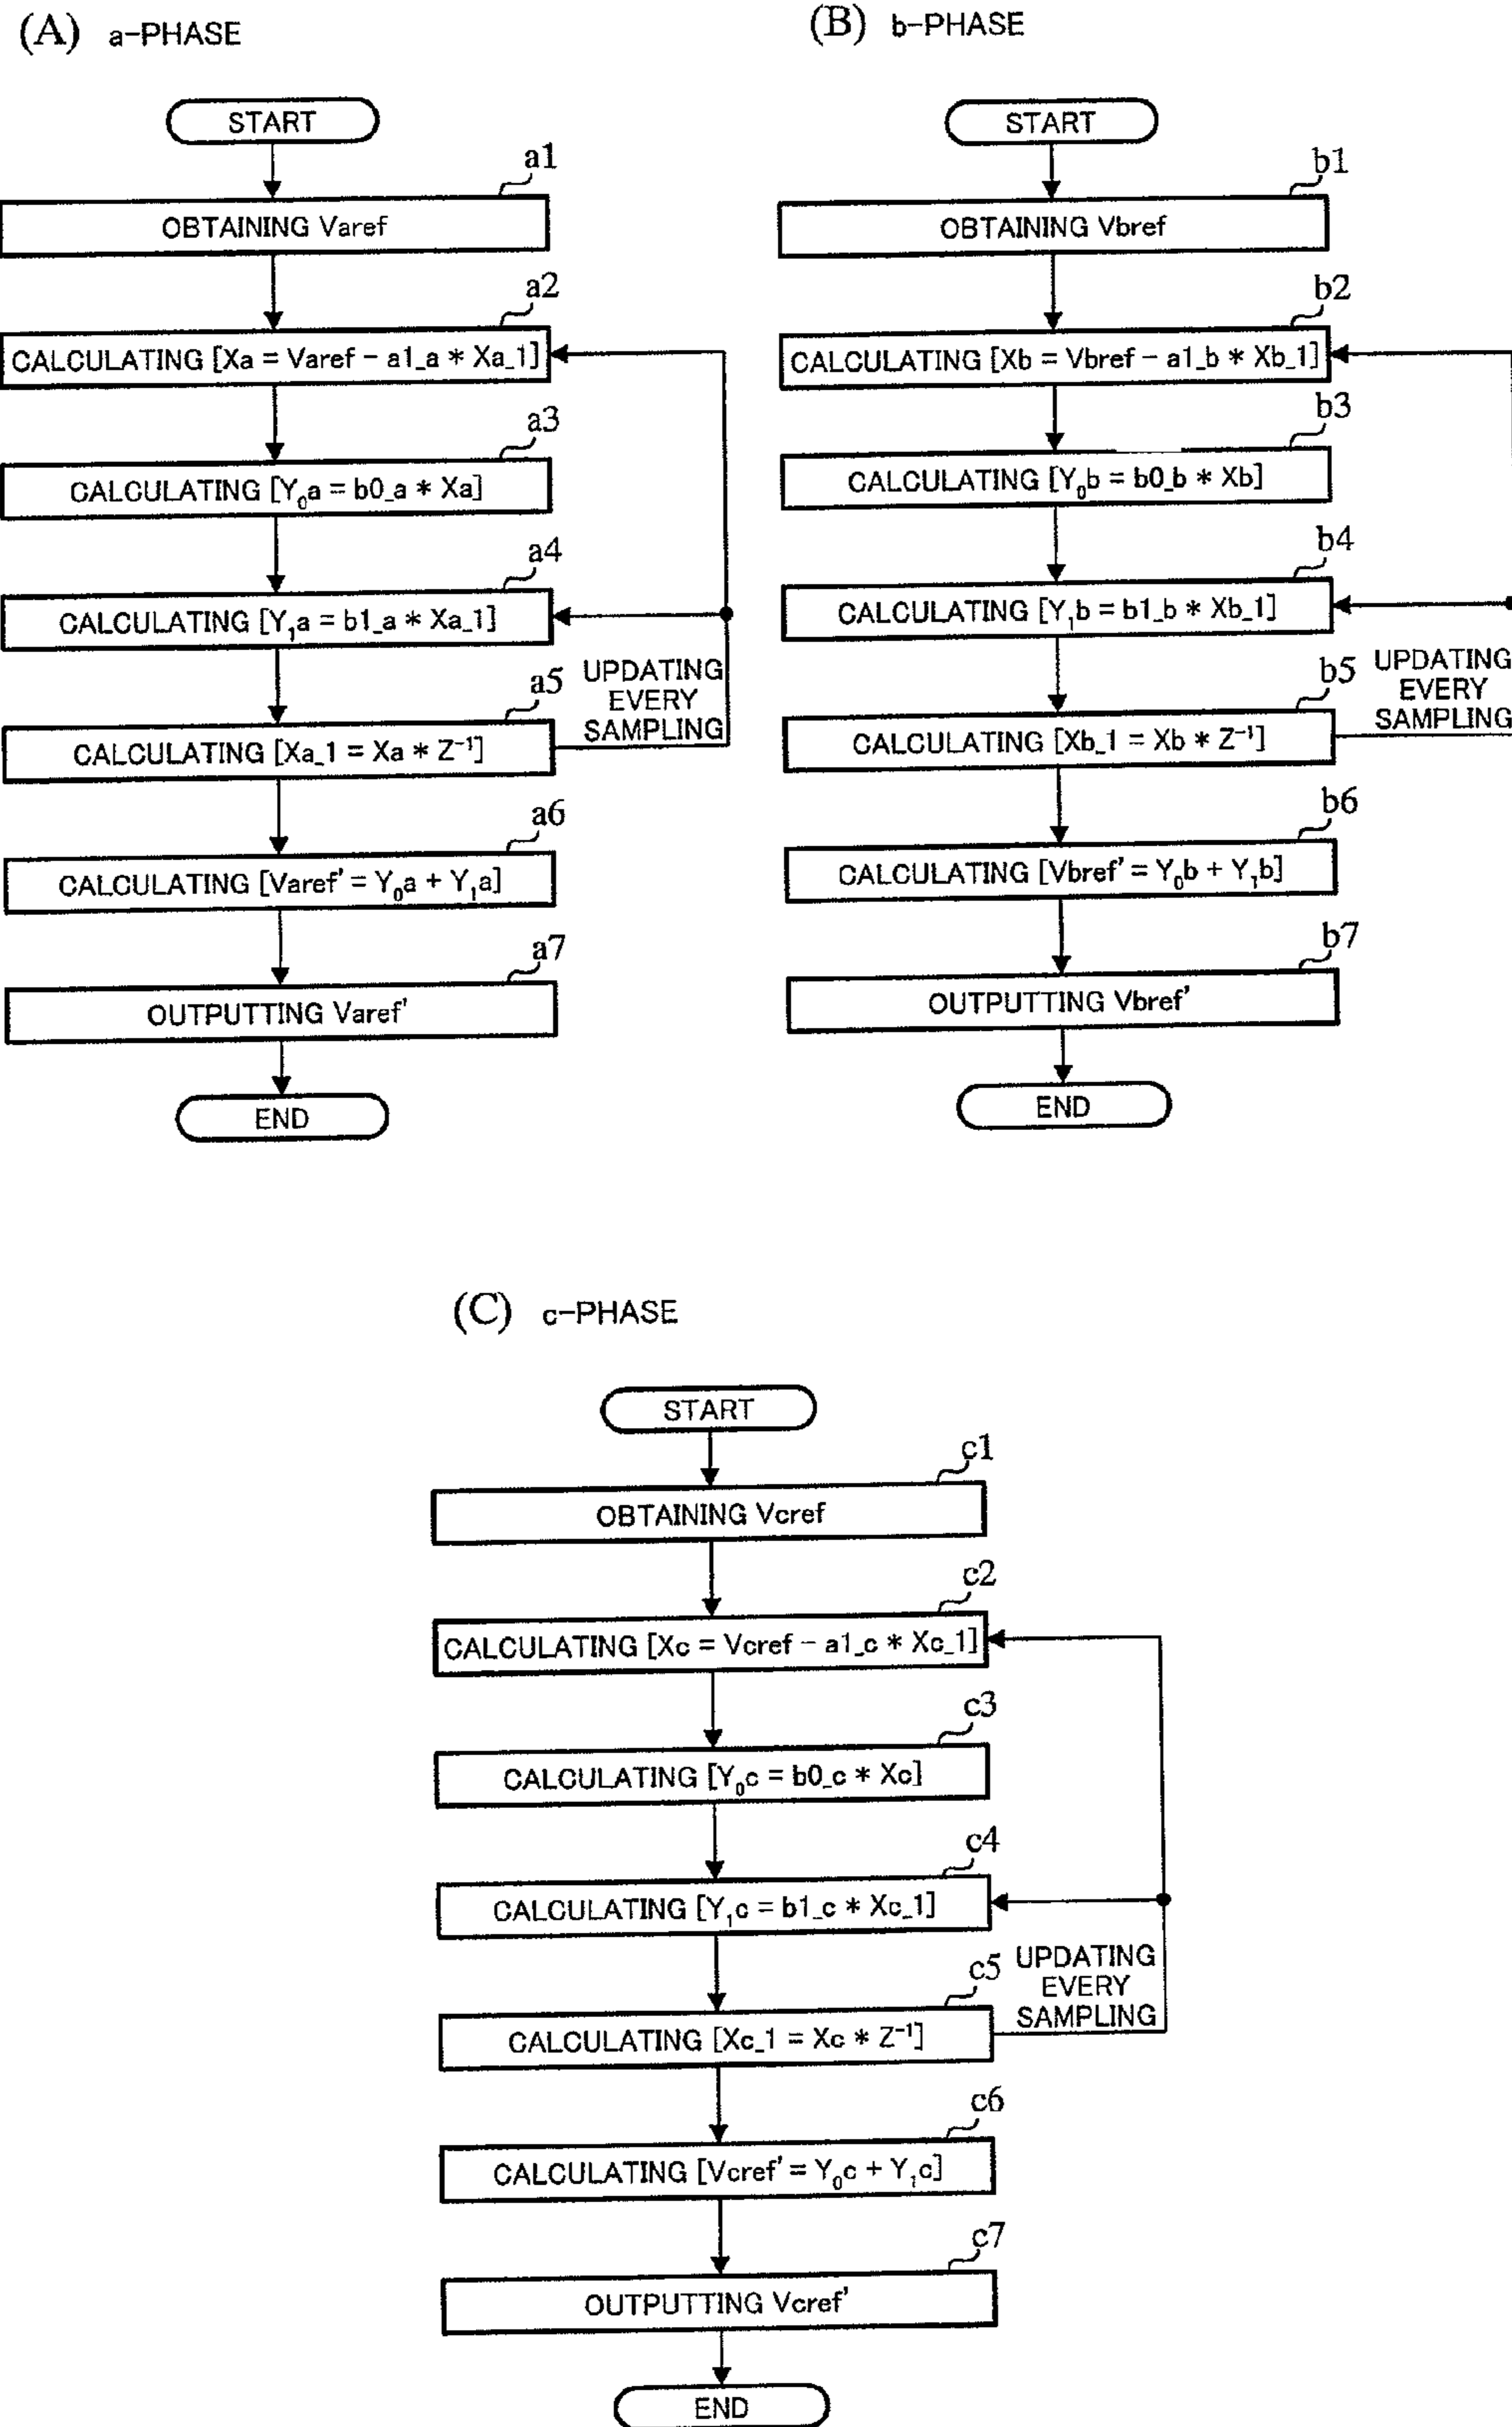 (A) a-PHASE
START
a1
OBTAINING Varef
a2
CALCULATING [Xa = Varef - a1_a * Xa_1]
a3
CALCULATING [Y₀a = b0_a * Xa]
a4
CALCULATING [Y₁a = b1_a * Xa_1]
UPDATING
EVERY
SAMPLING
a5
CALCULATING [Xa_1 = Xa * Z⁻¹]
a6
CALCULATING [Varef' = Y₀a + Y₁a]
a7
OUTPUTTING Varef'
END
(B) b-PHASE
START
b1
OBTAINING Vbref
b2
CALCULATING [Xb = Vbref - a1_b * Xb_1]
b3
CALCULATING [Y₀b = b0_b * Xb]
b4
CALCULATING [Y₁b = b1_b * Xb_1]
UPDATING
EVERY
SAMPLING
b5
CALCULATING [Xb_1 = Xb * Z⁻¹]
b6
CALCULATING [Vbref' = Y₀b + Y₁b]
b7
OUTPUTTING Vbref'
END
(C) c-PHASE
START
c1
OBTAINING Vcref
c2
CALCULATING [Xc = Vcref - a1_c * Xc_1]
c3
CALCULATING [Y₀c = b0_c * Xc]
c4
CALCULATING [Y₁c = b1_c * Xc_1]
UPDATING
EVERY
SAMPLING
c5
CALCULATING [Xc_1 = Xc * Z⁻¹]
c6
CALCULATING [Vcref' = Y₀c + Y₁c]
c7
OUTPUTTING Vcref'
END